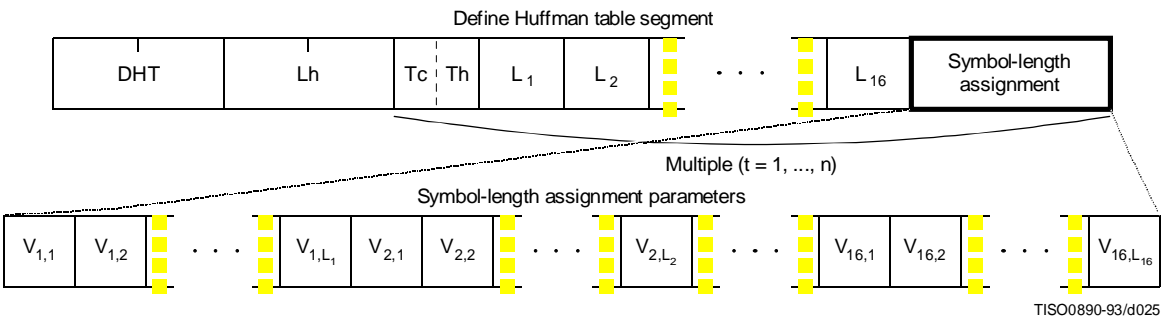 Define Huffman table segment
DHT Lh Tc Th L1 L2 . . . L16 Symbol-length assignment
Multiple (t = 1, ..., n)
Symbol-length assignment parameters
V1,1 V1,2 . . . V1,L1 V2,1 V2,2 . . . V2,L2 . . . V16,1 V16,2 . . . V16,L16
TISO0890-93/d025